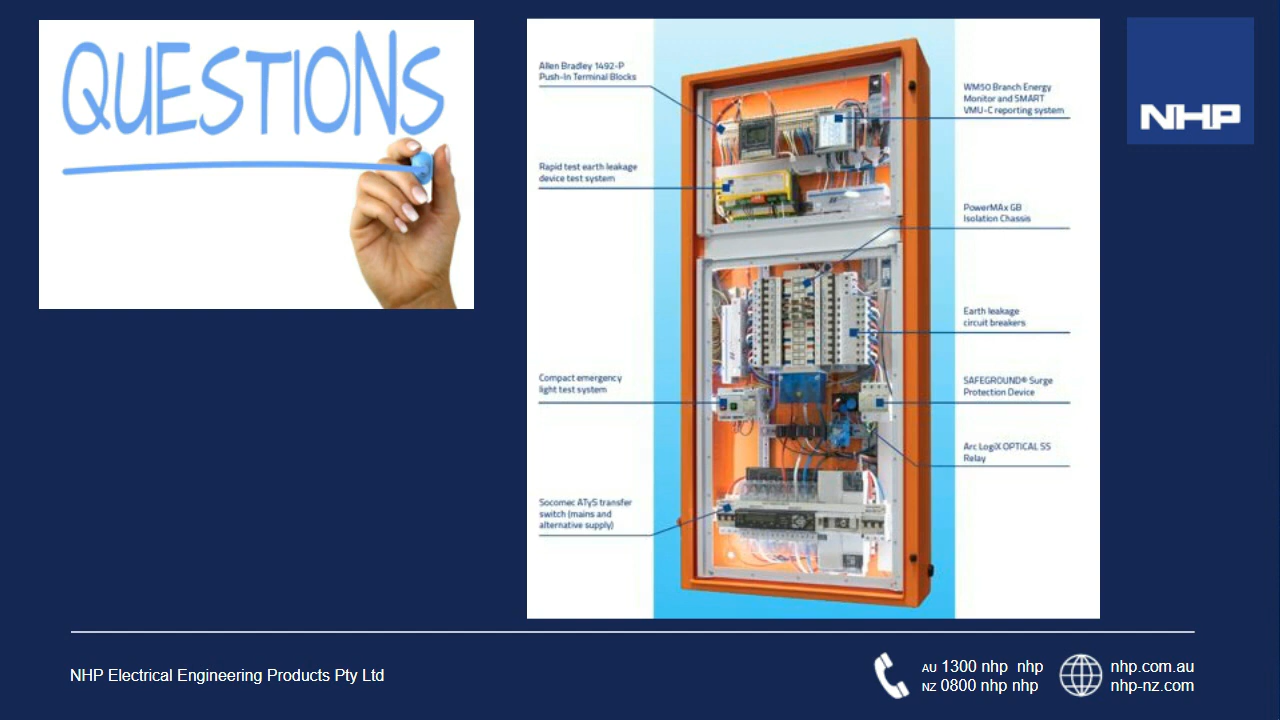 QUESTIONS
Allen Bradley 1492-P
Push-In Terminal Blocks
Rapid test earth leakage
device test system
Compact emergency
light test system
Socomec ATyS transfer
switch (mains and
alternative supply)
WM50 Branch Energy
Monitor and SMART
VMU-C reporting system
PowerMAx GB
Isolation Chassis
Earth leakage
circuit breakers
SAFEGROUND® Surge
Protection Device
Arc LogiX OPTICAL SS
Relay
NHP
NHP Electrical Engineering Products Pty Ltd
AU 1300 nhp nhp
NZ 0800 nhp nhp
nhp.com.au
nhp-nz.com